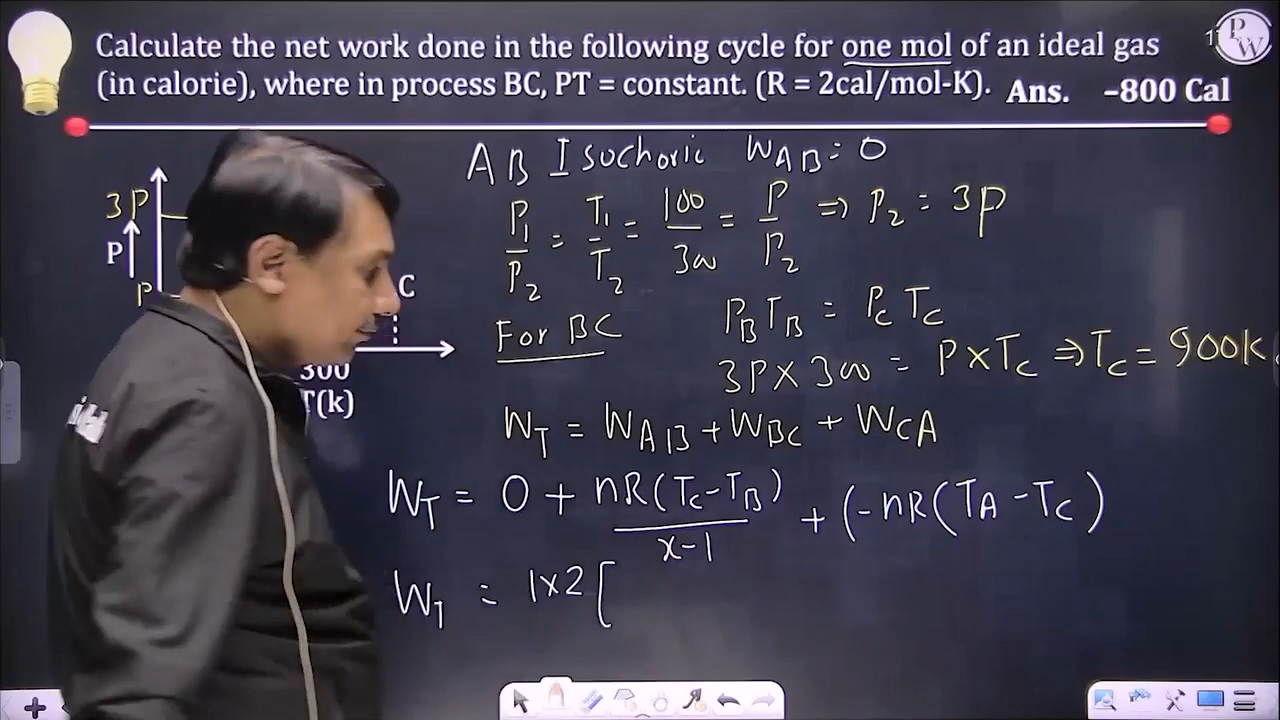 Calculate the net work done in the following cycle for one mol of an ideal gas
(in calorie), where in process BC, PT = constant. (R = 2cal/mol-K). Ans. –800 Cal
PW
3P
P
P
C
300
T(k)
AB Isochoric W_AB = 0
P₁/P₂ = T₁/T₂ = 100/300 = P/P₂ ⇒ P₂ = 3P
For BC
P_B T_B = P_C T_C
3P × 300 = P × T_C ⇒ T_C = 900k
W_T = W_AB + W_BC + W_CA
W_T = 0 + nR(T_C - T_B)/x-1 + (-nR(T_A - T_C)
W_T = 1×2[